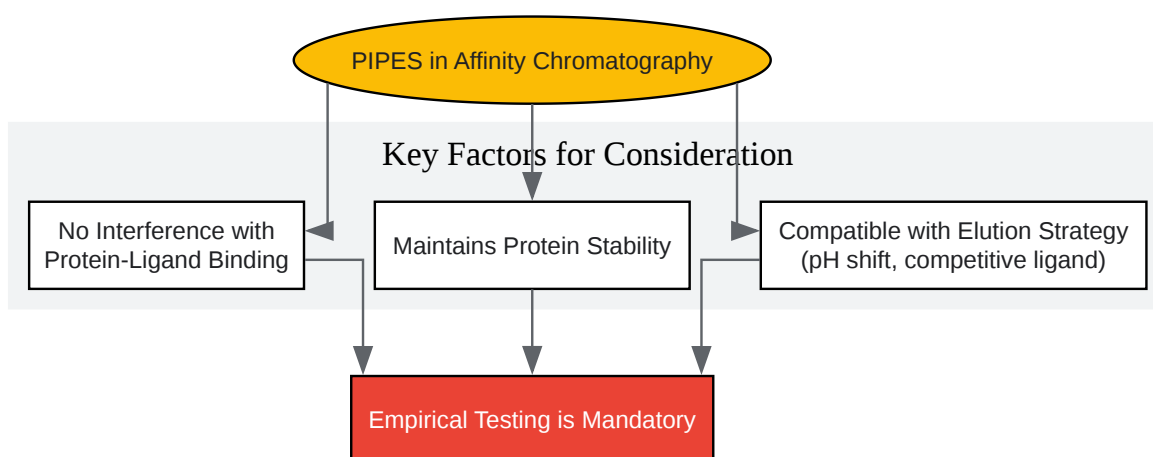 PIPES in Affinity Chromatography
Key Factors for Consideration
No Interference with
Protein-Ligand Binding
Maintains Protein Stability
Compatible with Elution Strategy
(pH shift, competitive ligand)
Empirical Testing is Mandatory